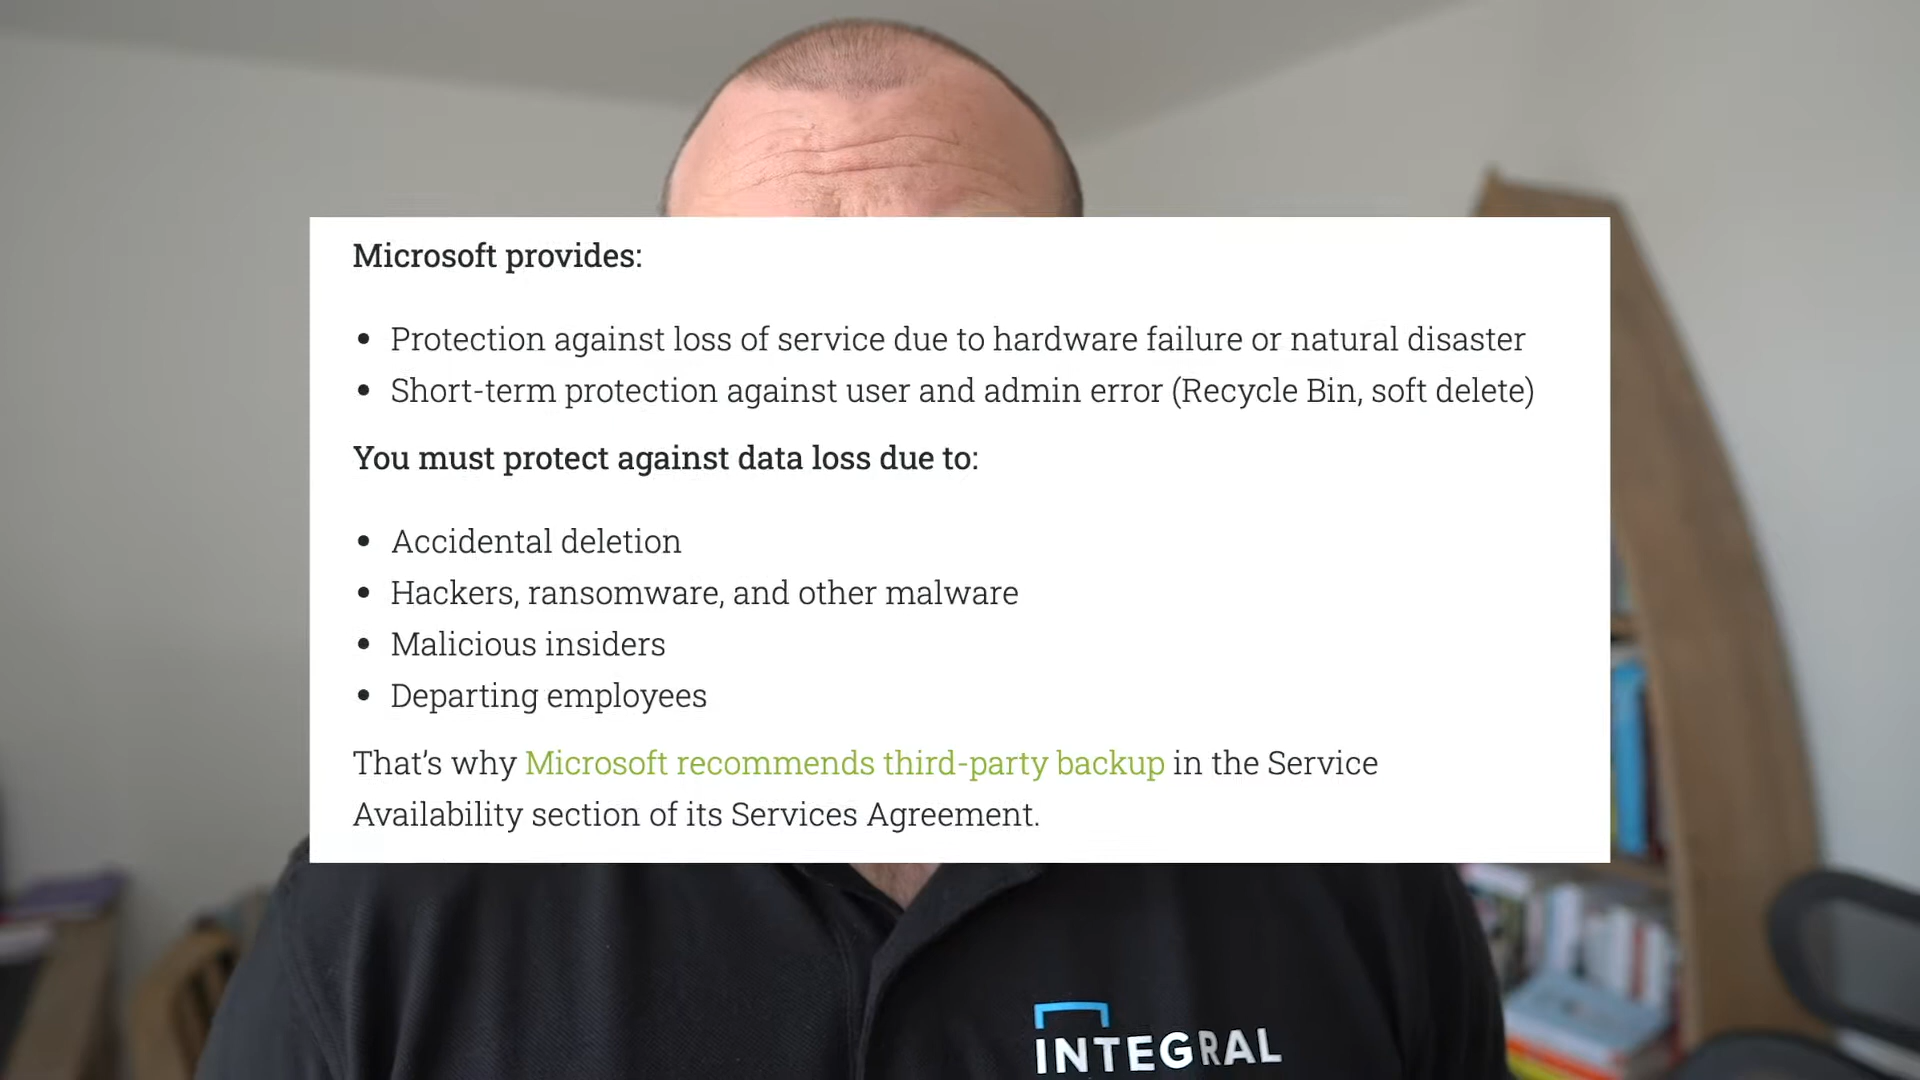 Microsoft provides:
• Protection against loss of service due to hardware failure or natural disaster
• Short-term protection against user and admin error (Recycle Bin, soft delete)
You must protect against data loss due to:
• Accidental deletion
• Hackers, ransomware, and other malware
• Malicious insiders
• Departing employees
That’s why Microsoft recommends third-party backup in the Service
Availability section of its Services Agreement.
INTEGRAL